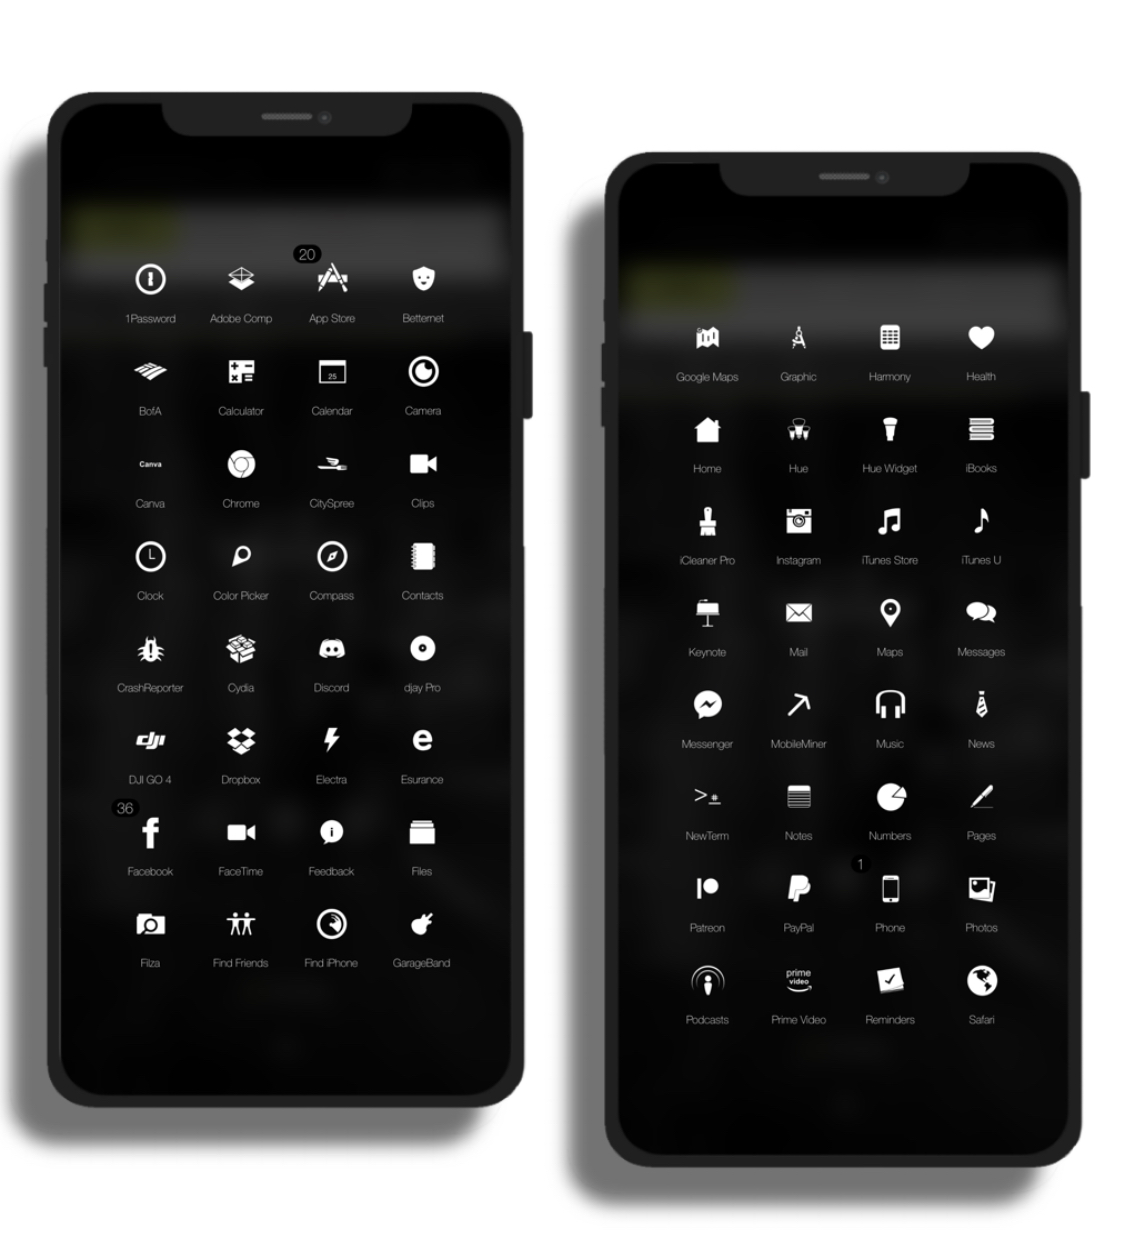 20
1Password Adobe Comp App Store Betternet
25
BofA Calculator Calendar Camera
Canva
Canva Chrome CitySpree Clips
Clock Color Picker Compass Contacts
CrashReporter Cydia Discord djay Pro
dji e
DJI GO 4 Dropbox Electra Esurance
36
f i
Facebook FaceTime Feedback Files
Filza Find Friends Find iPhone GarageBand
Google Maps Graphic Harmony Health
Home Hue Hue Widget iBooks
iCleaner Pro Instagram iTunes Store iTunes U
Keynote Mail Maps Messages
Messenger MobileMiner Music News
>_#
NewTerm Notes Numbers Pages
1
Patreon PayPal Phone Photos
prime
video
Podcasts Prime Video Reminders Safari